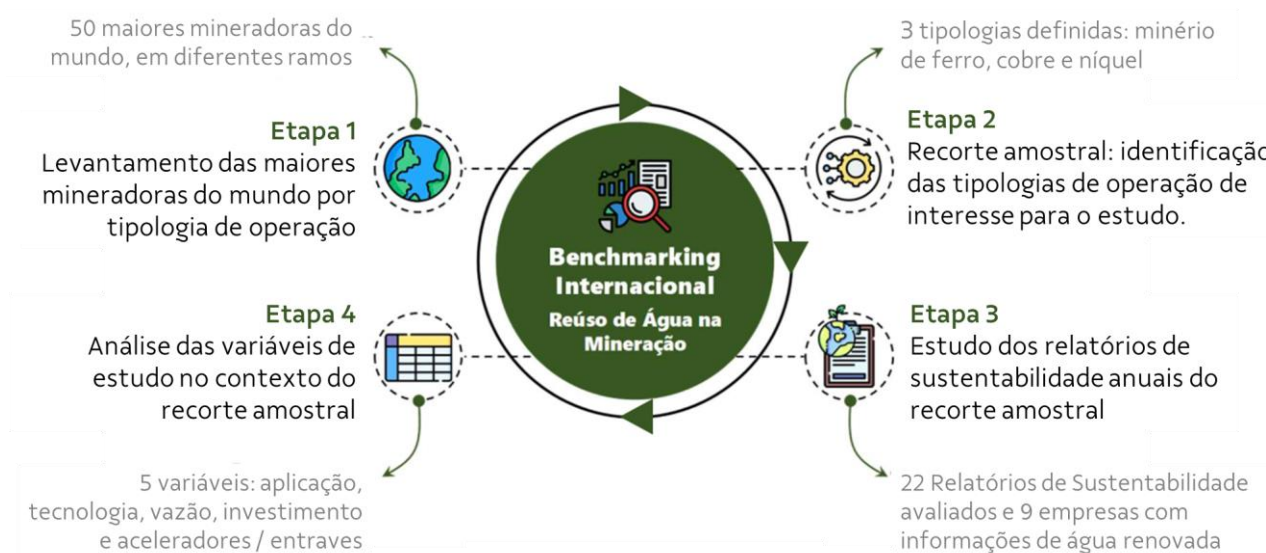 50 maiores mineradoras do
mundo, em diferentes ramos
Etapa 1
Levantamento das maiores
mineradoras do mundo por
tipologia de operação
3 tipologias definidas: minério
de ferro, cobre e níquel
Etapa 2
Recorte amostral: identificação
das tipologias de operação de
interesse para o estudo.
Benchmarking
Internacional
Reúso de Água na
Mineração
Etapa 4
Análise das variáveis de
estudo no contexto do
recorte amostral
5 variáveis: aplicação,
tecnologia, vazão, investimento
e aceleradores / entraves
Etapa 3
Estudo dos relatórios de
sustentabilidade anuais do
recorte amostral
22 Relatórios de Sustentabilidade
avaliados e 9 empresas com
informações de água renovada